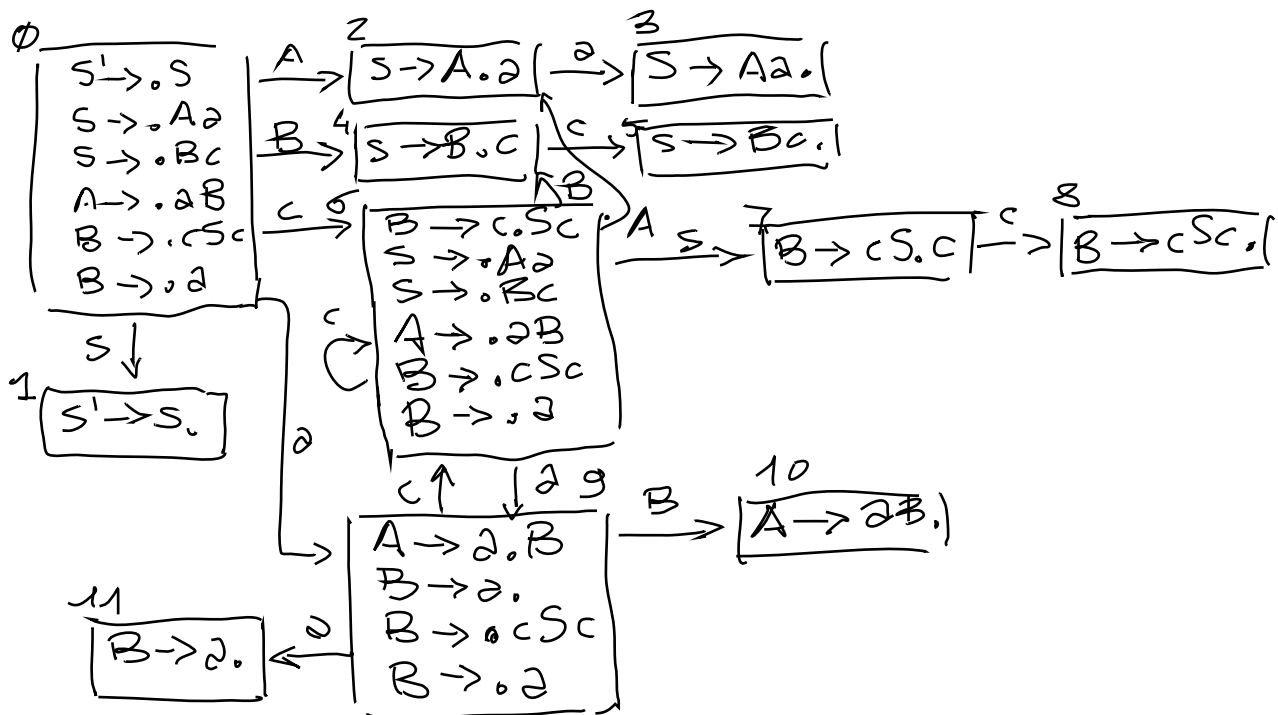 0
S' → .S
S → .Aa
S → .Bc
A → .aB
B → .cSc
B → .a
A
2
S → A.a
a
3
S → Aa.
B
4
S → B.c
c
5
S → Bc.
c
6
B → c.Sc
S → .Aa
S → .Bc
A → .aB
B → .cSc
B → .a
B
A
S
7
B → cS.c
c
8
B → cSc.
c
S
1
S' → S.
a
c
a
9
A → a.B
B → a.
B → .cSc
B → .a
B
10
A → aB.
a
11
B → a.